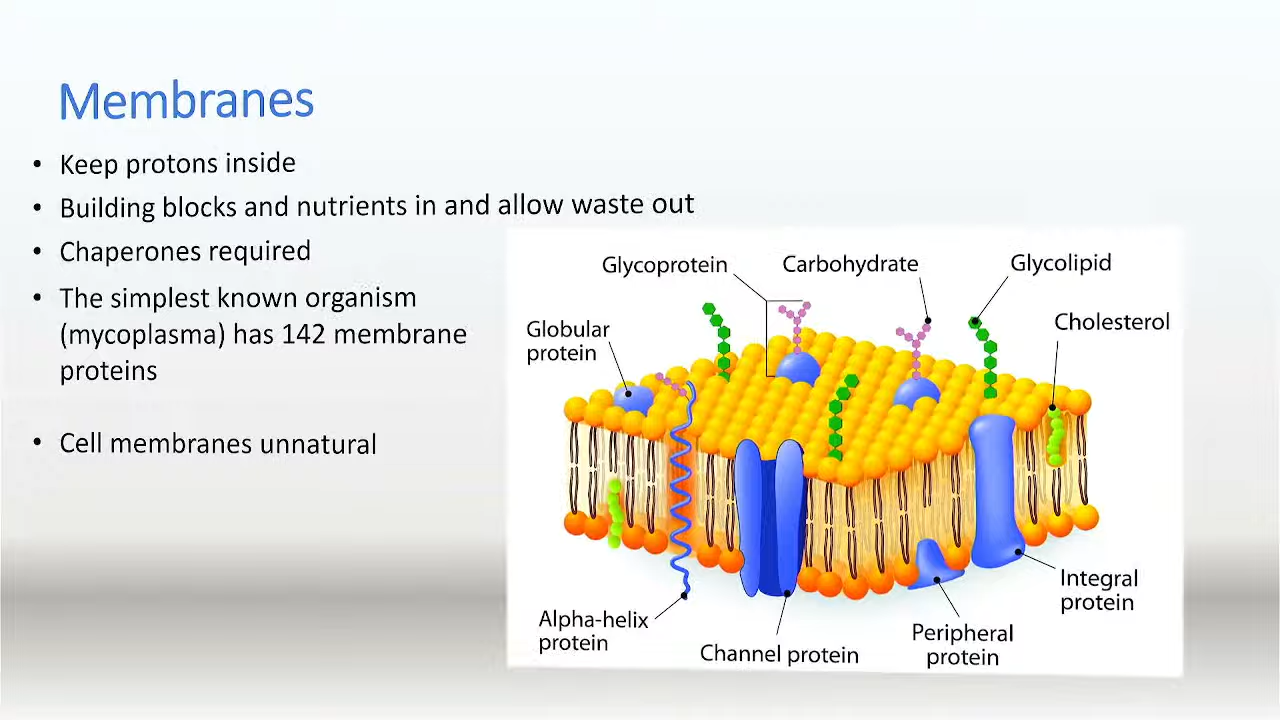 Membranes
• Keep protons inside
• Building blocks and nutrients in and allow waste out
• Chaperones required
• The simplest known organism
(mycoplasma) has 142 membrane
proteins
• Cell membranes unnatural
Glycoprotein
Carbohydrate
Glycolipid
Globular
protein
Cholesterol
Alpha-helix
protein
Channel protein
Peripheral
protein
Integral
protein